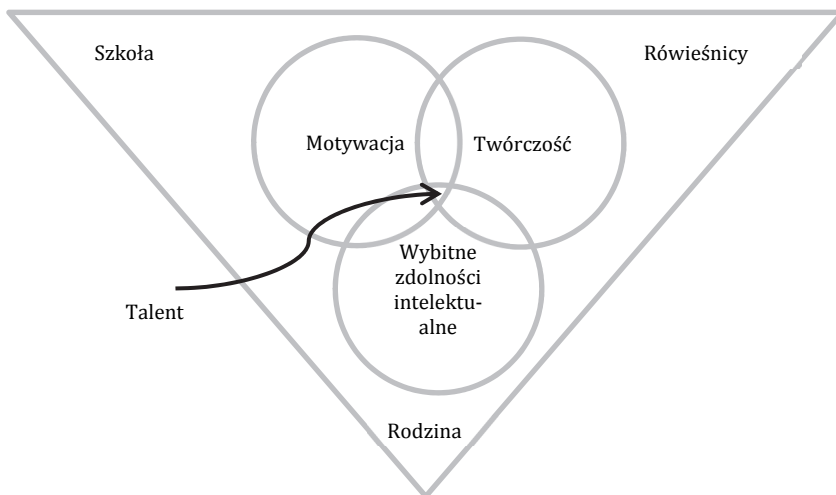 Szkoła
Rówieśnicy
Motywacja
Twórczość
Wybitne
zdolności
intelektu-
alne
Talent
Rodzina